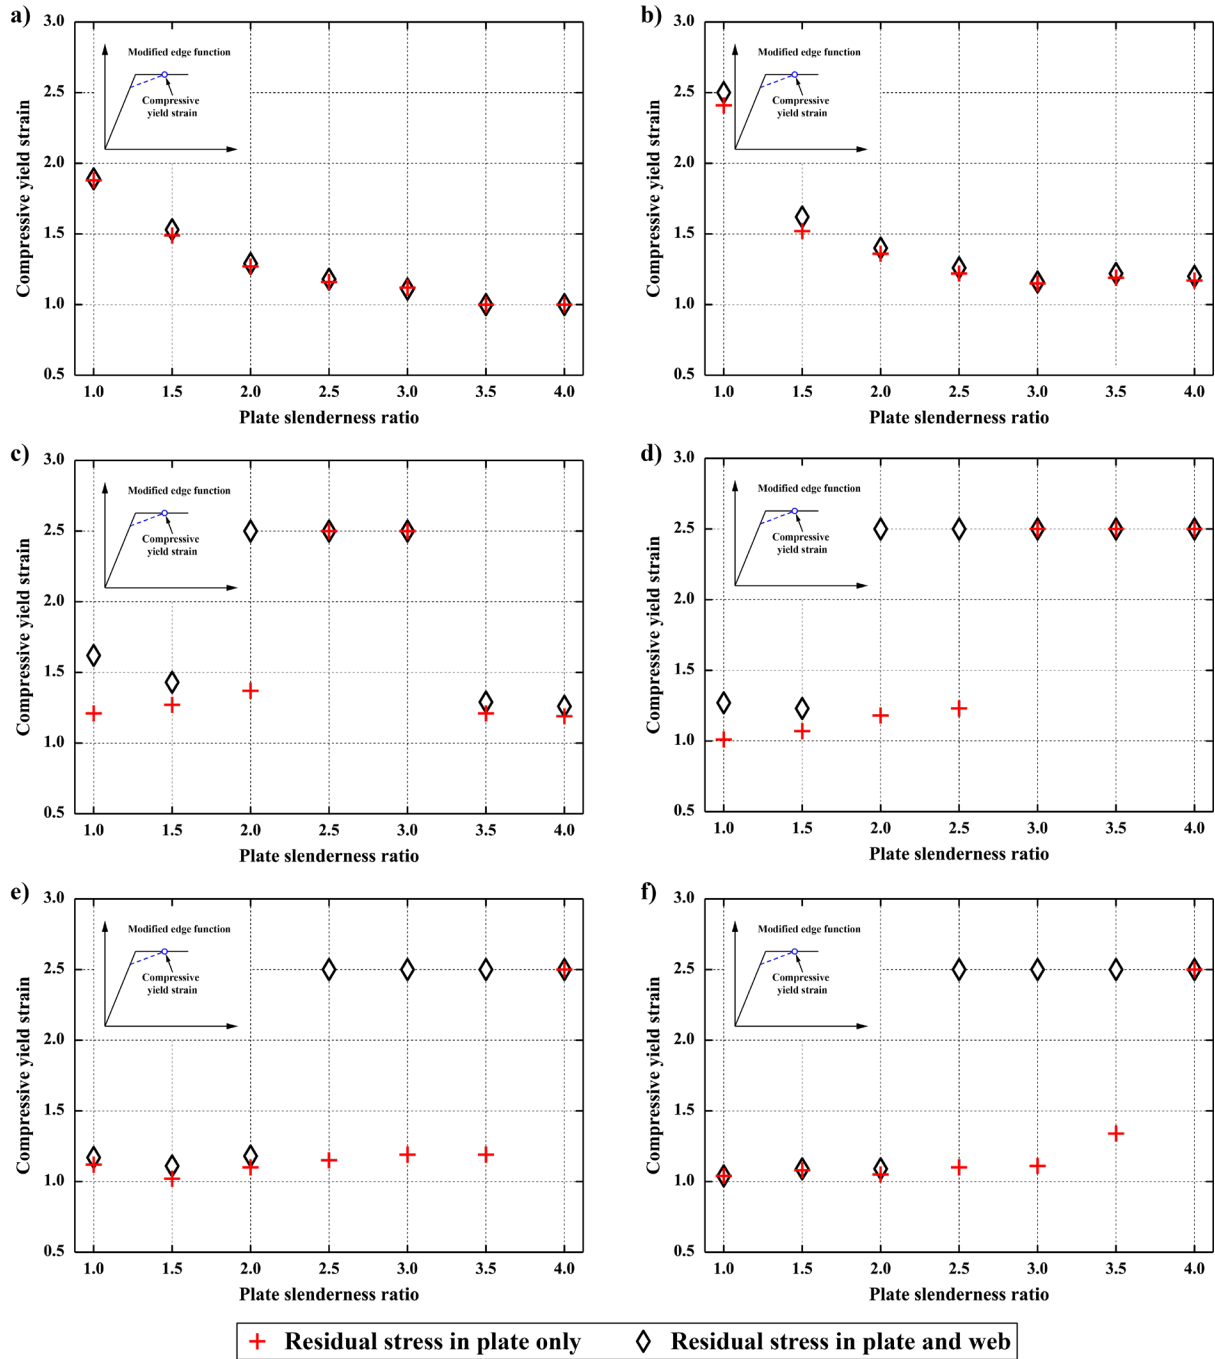 a)
3.0
2.5
2.0
1.5
1.0
0.5
Compressive yield strain
Modified edge function
Compressive
yield strain
1.0 1.5 2.0 2.5 3.0 3.5 4.0
Plate slenderness ratio
b)
3.0
2.5
2.0
1.5
1.0
0.5
Compressive yield strain
Modified edge function
Compressive
yield strain
1.0 1.5 2.0 2.5 3.0 3.5 4.0
Plate slenderness ratio
c)
3.0
2.5
2.0
1.5
1.0
0.5
Compressive yield strain
Modified edge function
Compressive
yield strain
1.0 1.5 2.0 2.5 3.0 3.5 4.0
Plate slenderness ratio
d)
3.0
2.5
2.0
1.5
1.0
0.5
Compressive yield strain
Modified edge function
Compressive
yield strain
1.0 1.5 2.0 2.5 3.0 3.5 4.0
Plate slenderness ratio
e)
3.0
2.5
2.0
1.5
1.0
0.5
Compressive yield strain
Modified edge function
Compressive
yield strain
1.0 1.5 2.0 2.5 3.0 3.5 4.0
Plate slenderness ratio
f)
3.0
2.5
2.0
1.5
1.0
0.5
Compressive yield strain
Modified edge function
Compressive
yield strain
1.0 1.5 2.0 2.5 3.0 3.5 4.0
Plate slenderness ratio
Residual stress in plate only
Residual stress in plate and web